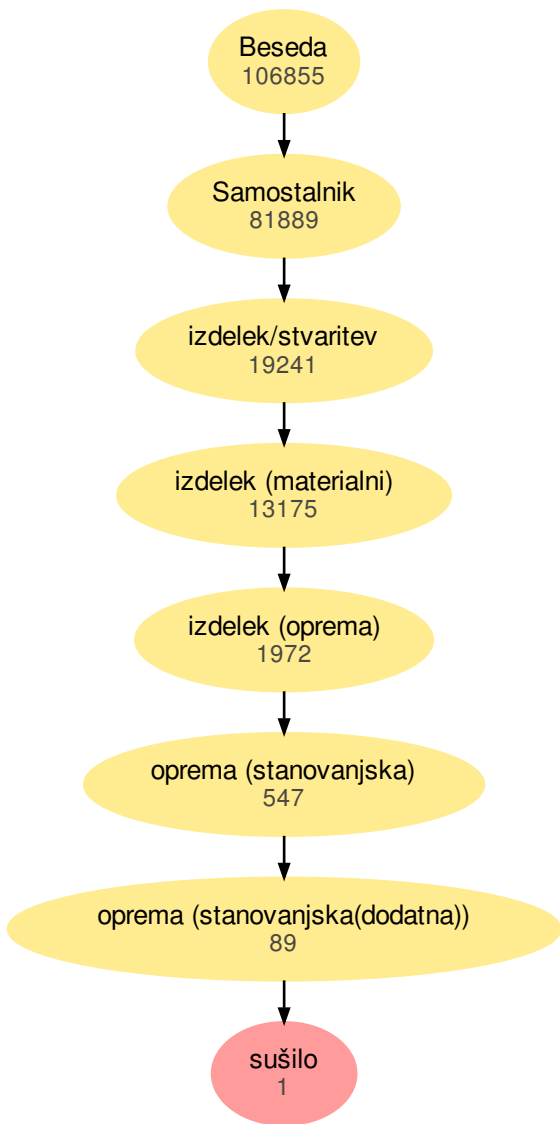 Beseda
106855
Samostalnik
81889
izdelek/stvaritev
19241
izdelek (materialni)
13175
izdelek (oprema)
1972
oprema (stanovanjska)
547
oprema (stanovanjska(dodatna))
89
sušilo
1